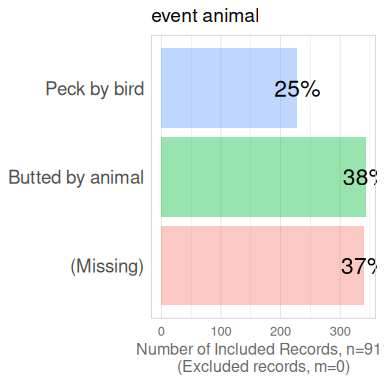 event animal
Peck by bird
25%
Butted by animal
38%
(Missing)
37%
0 100 200 300
Number of Included Records, n=91
(Excluded records, m=0)